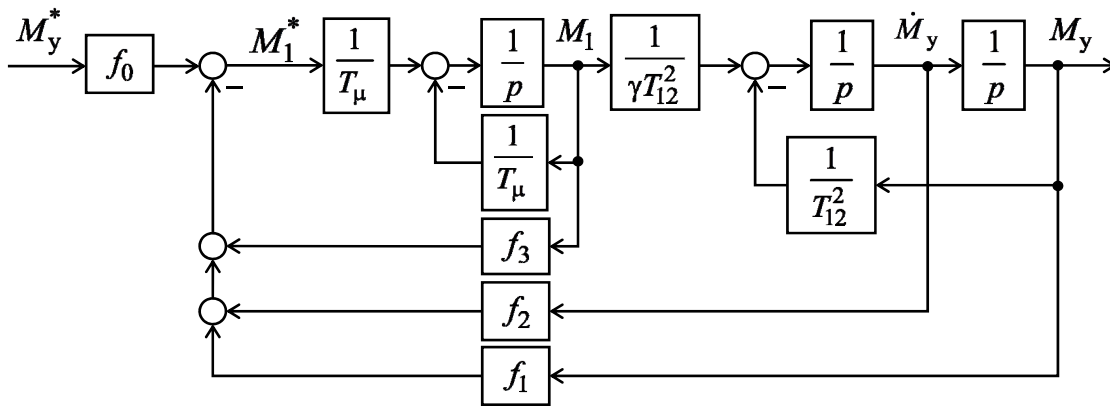 M*y f0 − M*1 1/Tμ − 1/p M1 1/γT²12 − 1/p Ṁy 1/p My
1/Tμ 1/T²12
f3
f2
f1